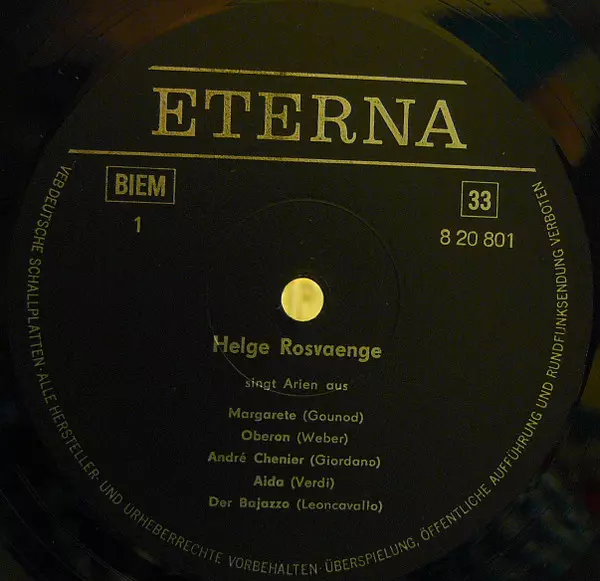 ETERNA
BIEM
33
1
8 20 801
Helge Rosvaenge
singt Arien aus
Margarete (Gounod)
Oberon (Weber)
André Chenier (Giordano)
Aida (Verdi)
Der Bajazzo (Leoncavallo)
VEB DEUTSCHE SCHALLPLATTEN · ALLE HERSTELLER- UND URHEBERRECHTE VORBEHALTEN · ÜBERSPIELUNG, ÖFFENTLICHE AUFFÜHRUNG UND RUNDFUNKSENDUNG VERBOTEN